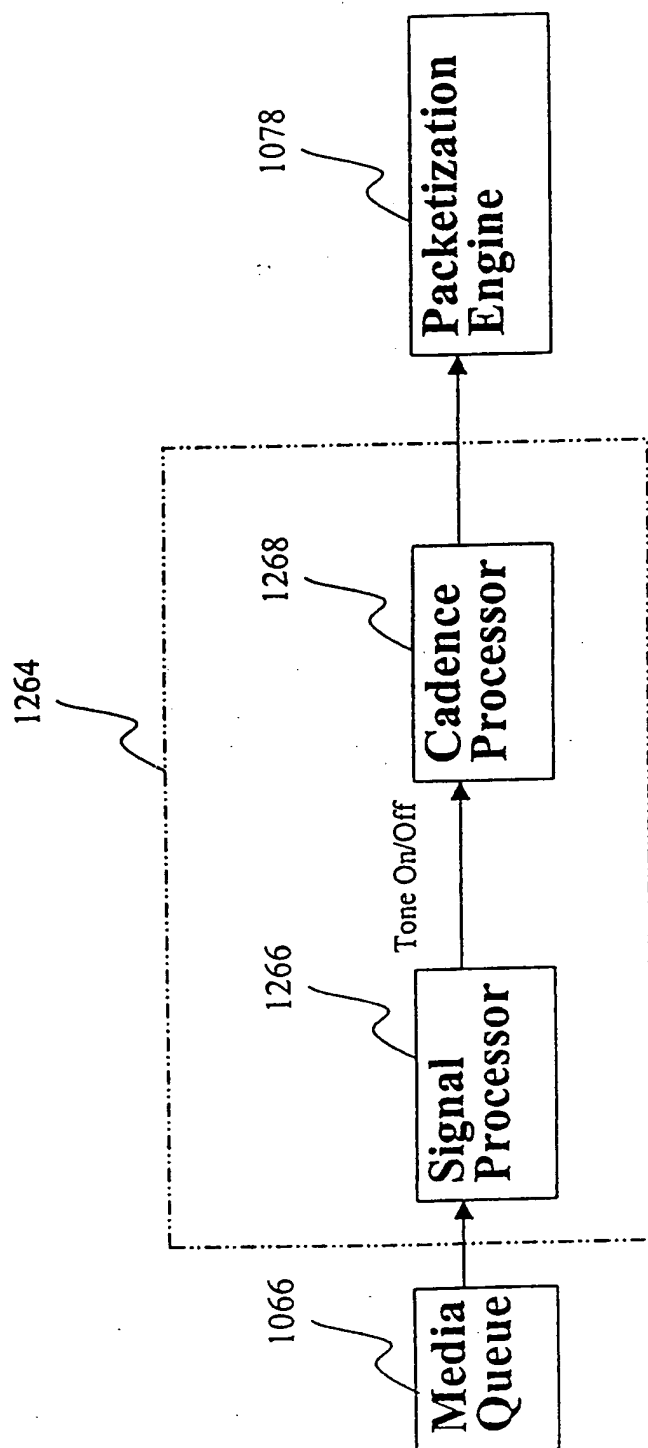 1264
1066
Media
Queue
1266
Signal
Processor
Tone On/Off
1268
Cadence
Processor
1078
Packetization
Engine